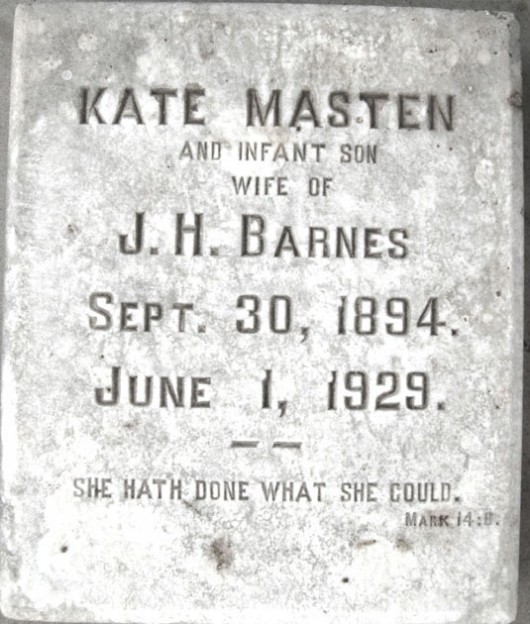 KATE MASTEN
AND INFANT SON
WIFE OF
J. H. BARNES
SEPT. 30, 1894.
JUNE 1, 1929.
SHE HATH DONE WHAT SHE COULD.
MARK 14:8.